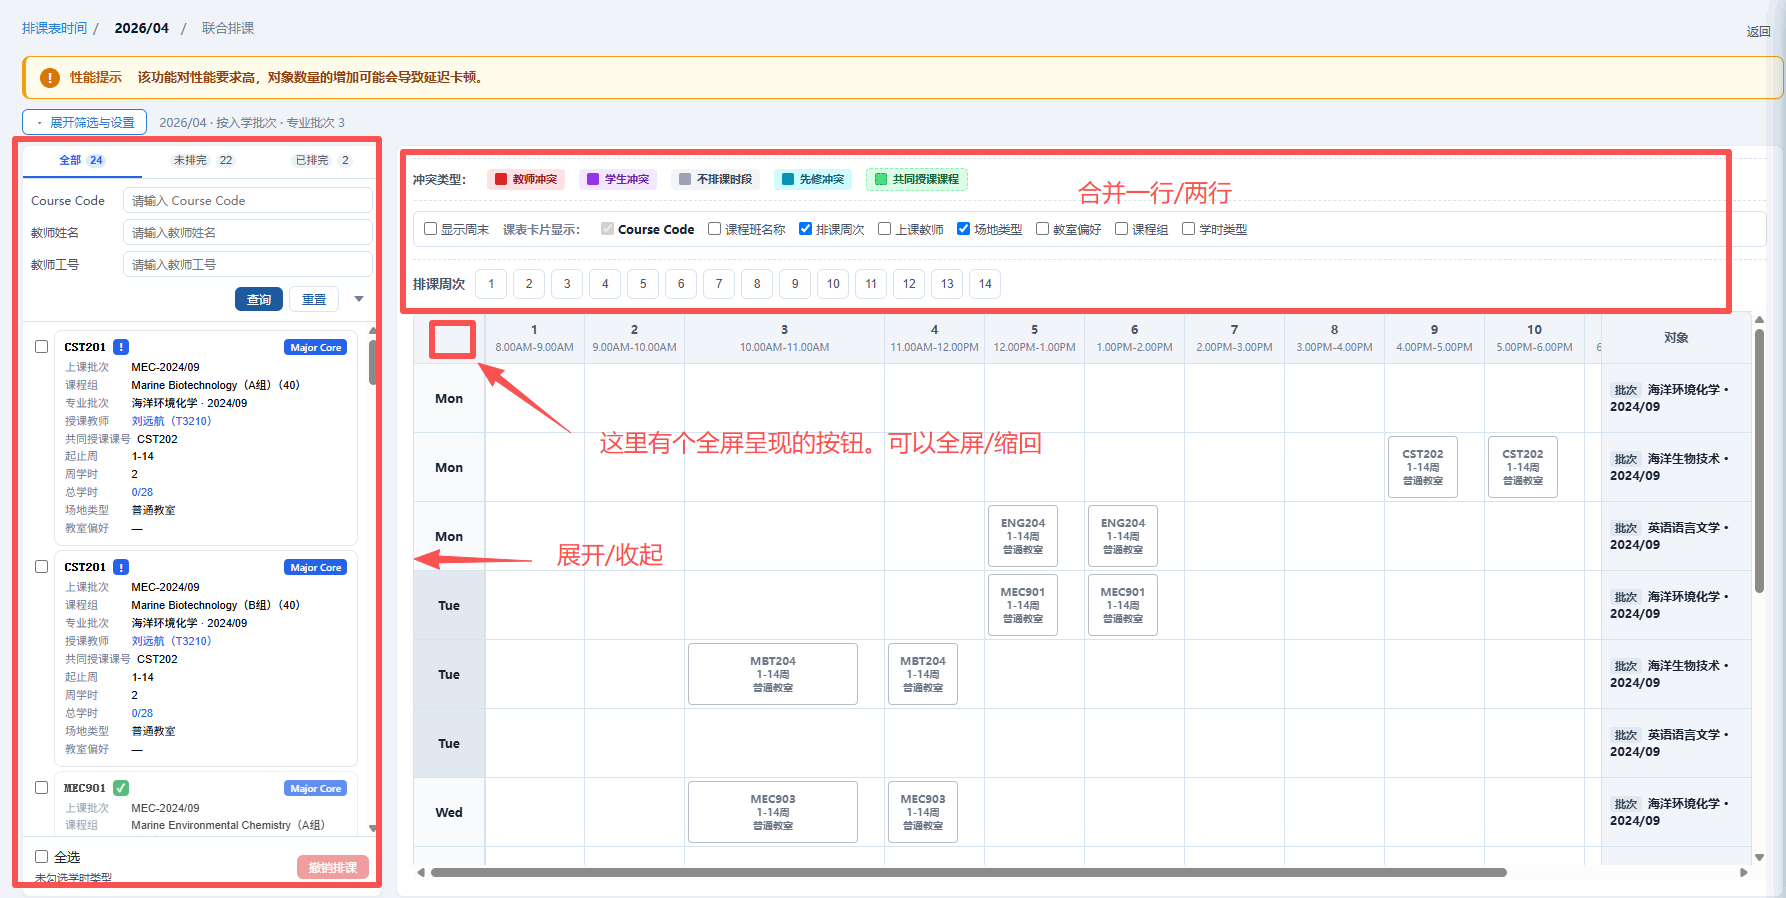 排课表时间 / 2026/04 / 联合排课
返回
! 性能提示 该功能对性能要求高，对象数量的增加可能会导致延迟卡顿。
展开筛选与设置 2026/04 · 按入学批次 · 专业批次 3
全部 24 未排完 22 已排完 2
Course Code 请输入 Course Code
教师姓名 请输入教师姓名
教师工号 请输入教师工号
查询 重置
CST201 ! Major Core
上课批次 MEC-2024/09
课程组 Marine Biotechnology（A组）（40）
专业批次 海洋环境化学 · 2024/09
授课教师 刘远航（T3210）
共同授课课号 CST202
起止周 1-14
周学时 2
总学时 0/28
场地类型 普通教室
教室偏好 —
CST201 ! Major Core
上课批次 MEC-2024/09
课程组 Marine Biotechnology（B组）（40）
专业批次 海洋环境化学 · 2024/09
授课教师 刘远航（T3210）
共同授课课号 CST202
起止周 1-14
周学时 2
总学时 0/28
场地类型 普通教室
教室偏好 —
MEC901 Major Core
上课批次 MEC-2024/09
课程组 Marine Environmental Chemistry（A组）
全选
未勾选学时类型
撤销排课
冲突类型： 教师冲突 学生冲突 不排课时段 先修冲突 共同授课课程
合并一行/两行
显示周末 课表卡片显示： Course Code 课程班名称 排课周次 上课教师 场地类型 教室偏好 课程组 学时类型
排课周次 1 2 3 4 5 6 7 8 9 10 11 12 13 14
1 2 3 4 5 6 7 8 9 10 对象
8.00AM-9.00AM 9.00AM-10.00AM 10.00AM-11.00AM 11.00AM-12.00PM 12.00PM-1.00PM 1.00PM-2.00PM 2.00PM-3.00PM 3.00PM-4.00PM 4.00PM-5.00PM 5.00PM-6.00PM 6
Mon 批次 海洋环境化学 •
2024/09
这里有个全屏呈现的按钮。可以全屏/缩回
Mon CST202 CST202 批次 海洋生物技术 •
1-14周 1-14周 2024/09
普通教室 普通教室
Mon ENG204 ENG204 批次 英语语言文学 •
1-14周 1-14周 2024/09
普通教室 普通教室
展开/收起
Tue MEC901 MEC901 批次 海洋环境化学 •
1-14周 1-14周 2024/09
普通教室 普通教室
Tue MBT204 MBT204 批次 海洋生物技术 •
1-14周 1-14周 2024/09
普通教室 普通教室
Tue 批次 英语语言文学 •
2024/09
Wed MEC903 MEC903 批次 海洋环境化学 •
1-14周 1-14周 2024/09
普通教室 普通教室